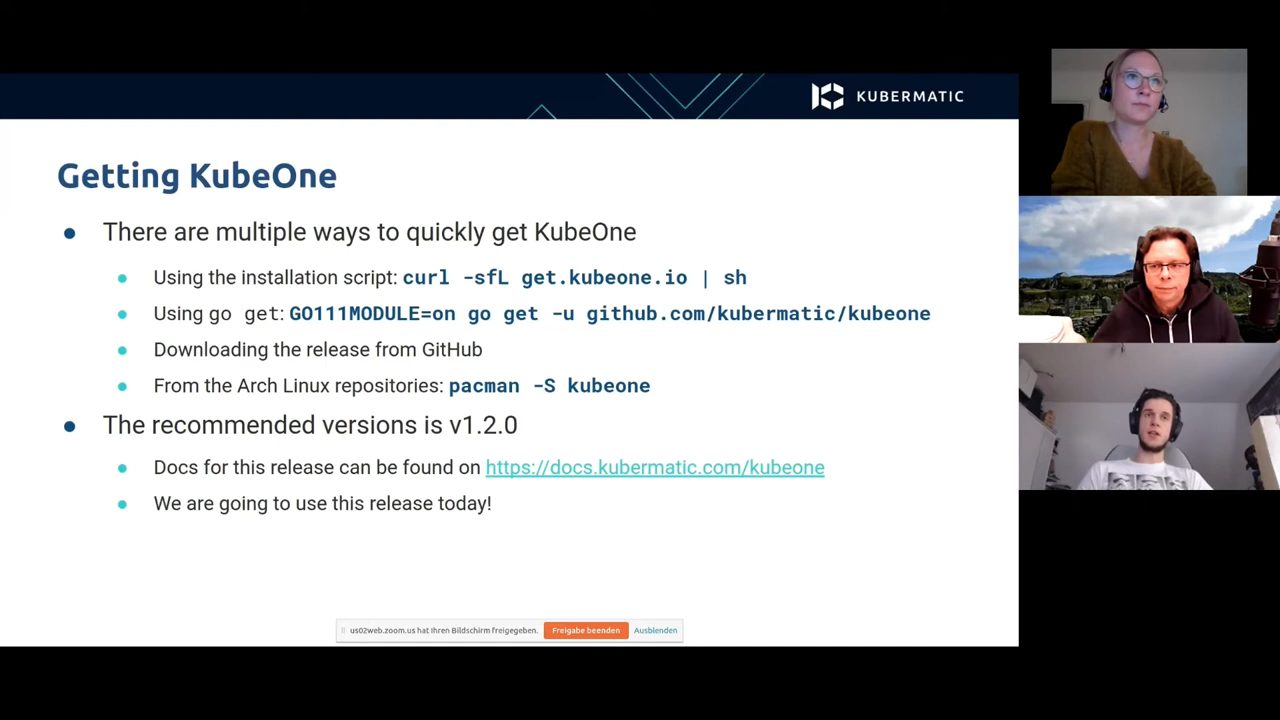 KUBERMATIC
Getting KubeOne
There are multiple ways to quickly get KubeOne
Using the installation script: curl -sfL get.kubeone.io | sh
Using go get: GO111MODULE=on go get -u github.com/kubermatic/kubeone
Downloading the release from GitHub
From the Arch Linux repositories: pacman -S kubeone
The recommended versions is v1.2.0
Docs for this release can be found on https://docs.kubermatic.com/kubeone
We are going to use this release today!
us02web.zoom.us hat Ihren Bildschirm freigegeben. Freigabe beenden Ausblenden